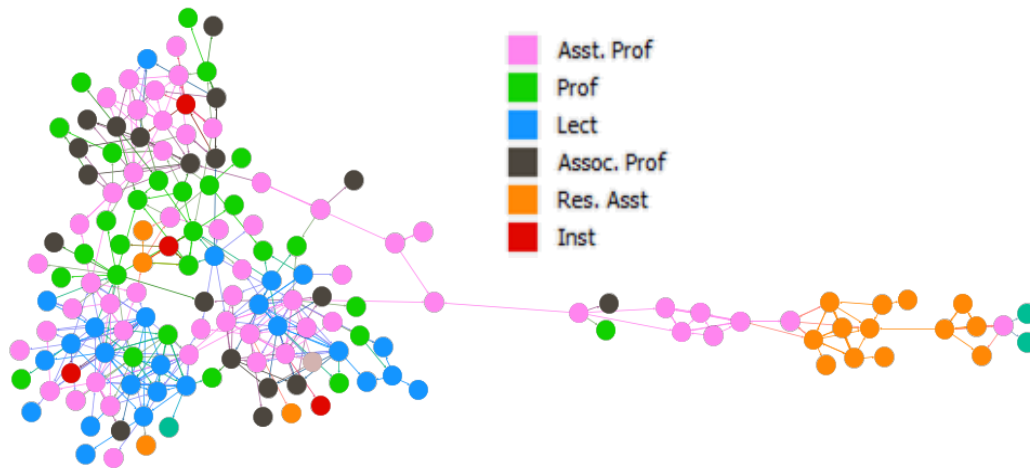 Asst. Prof
Prof
Lect
Assoc. Prof
Res. Asst
Inst